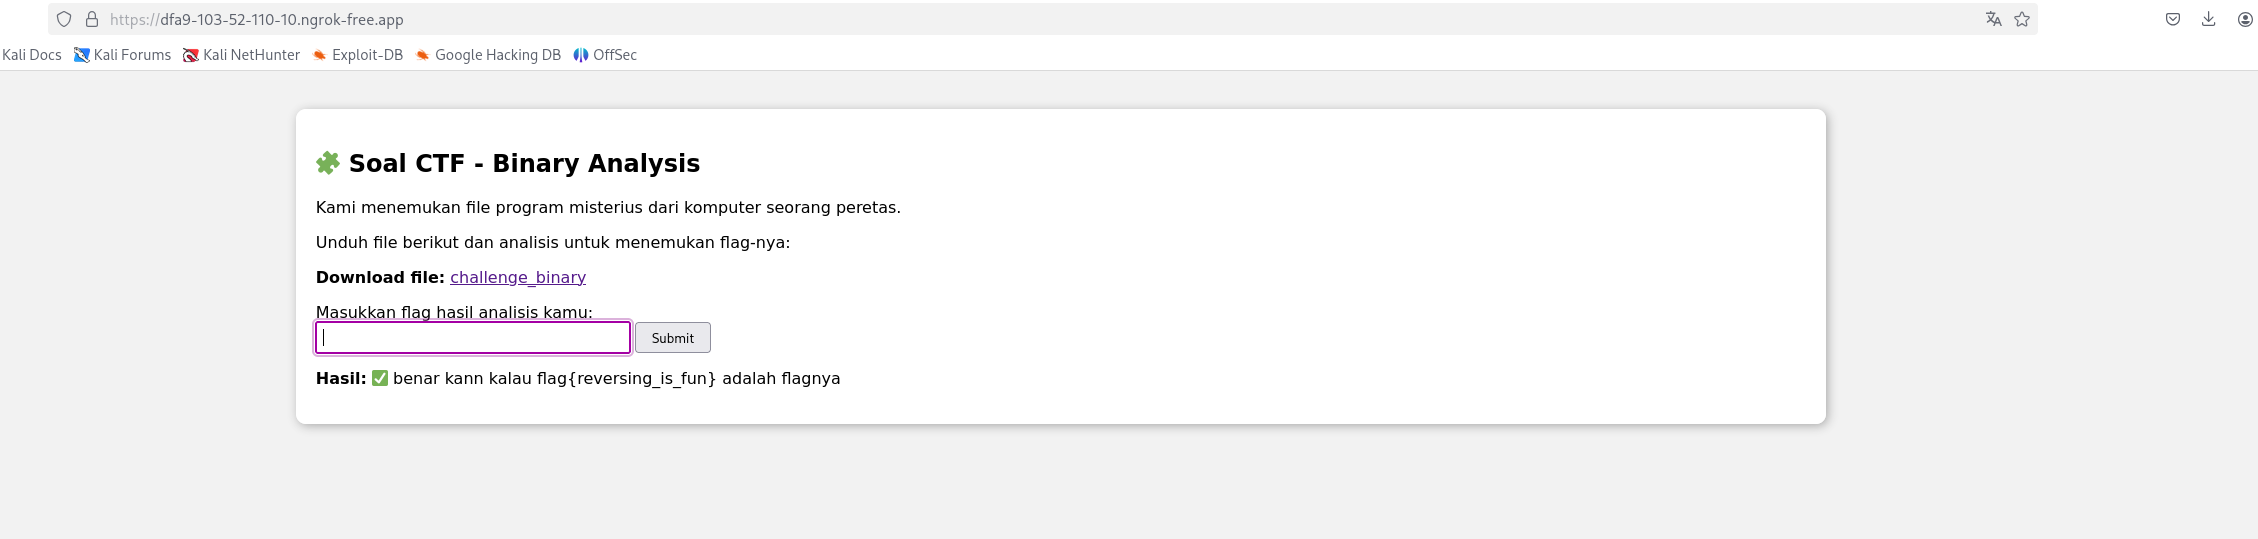 https://dfa9-103-52-110-10.ngrok-free.app
Kali Docs Kali Forums Kali NetHunter Exploit-DB Google Hacking DB OffSec
Soal CTF - Binary Analysis
Kami menemukan file program misterius dari komputer seorang peretas.
Unduh file berikut dan analisis untuk menemukan flag-nya:
Download file: challenge_binary
Masukkan flag hasil analisis kamu:
Submit
Hasil: ✅ benar kann kalau flag{reversing_is_fun} adalah flagnya